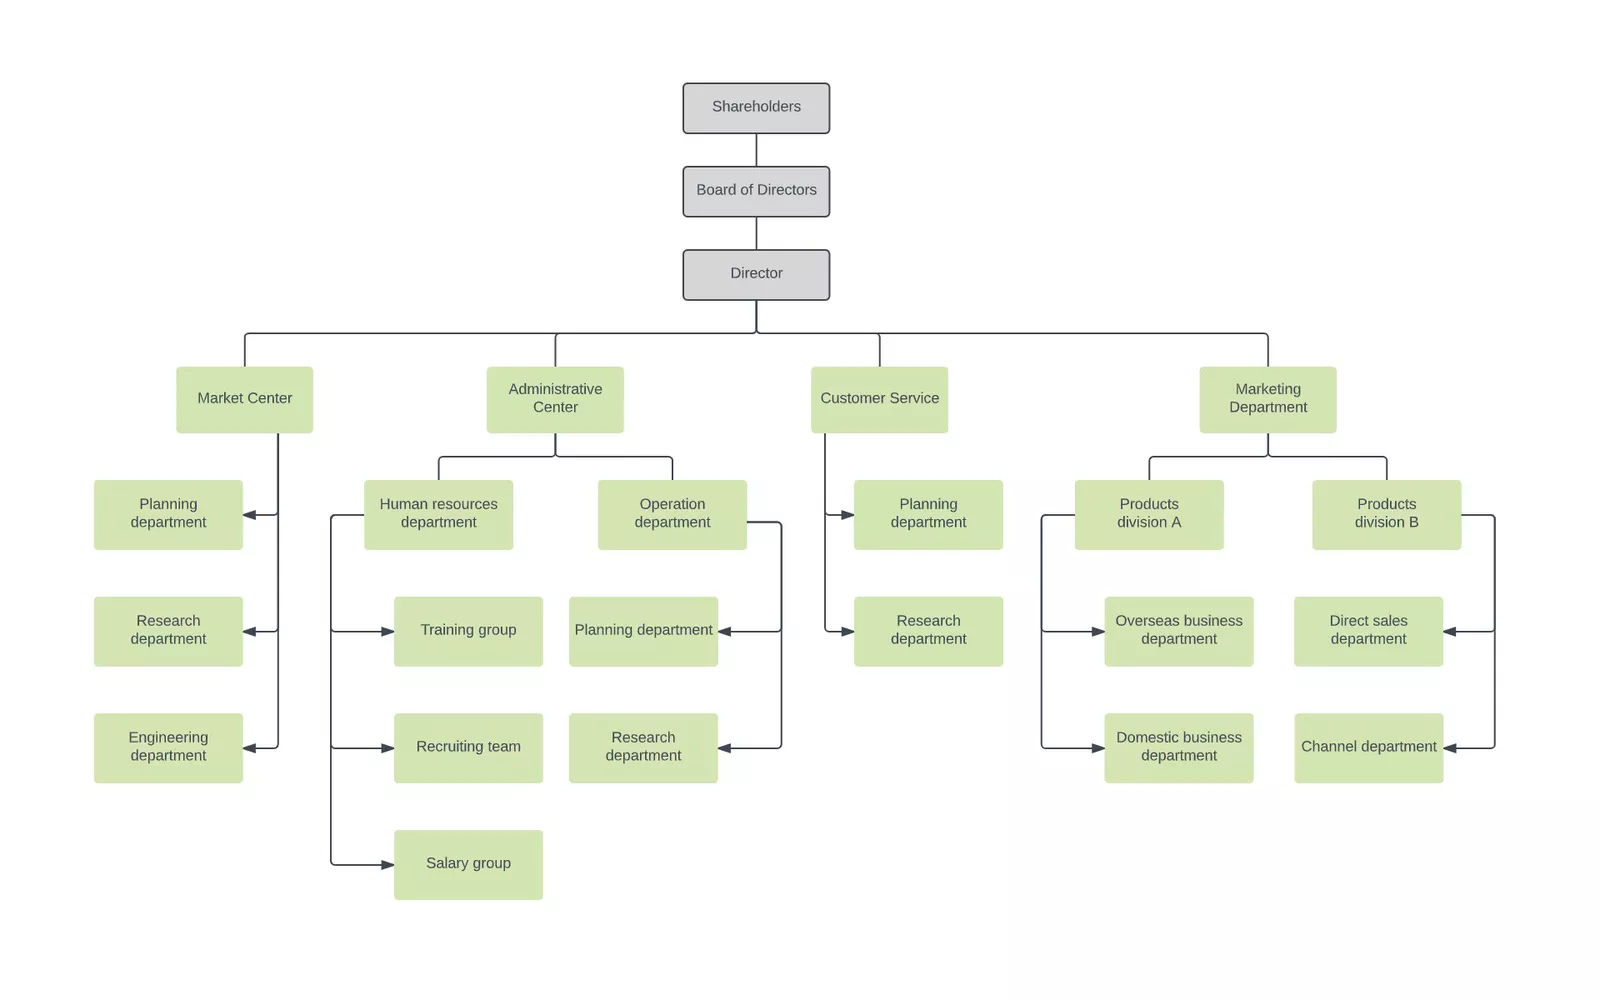 Shareholders
Board of Directors
Director
Market Center
Administrative
Center
Customer Service
Marketing
Department
Planning
department
Human resources
department
Operation
department
Planning
department
Products
division A
Products
division B
Research
department
Training group
Planning department
Research
department
Overseas business
department
Direct sales
department
Engineering
department
Recruiting team
Research
department
Domestic business
department
Channel department
Salary group